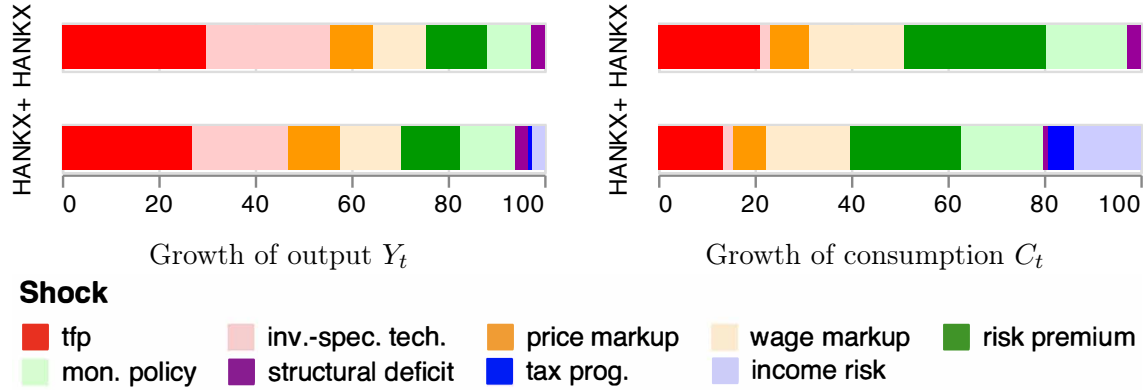 HANKX
HANKX+
0 20 40 60 80 100
Growth of output Y_t
HANKX
HANKX+
0 20 40 60 80 100
Growth of consumption C_t
Shock
tfp inv.-spec. tech. price markup wage markup risk premium
mon. policy structural deficit tax prog. income risk